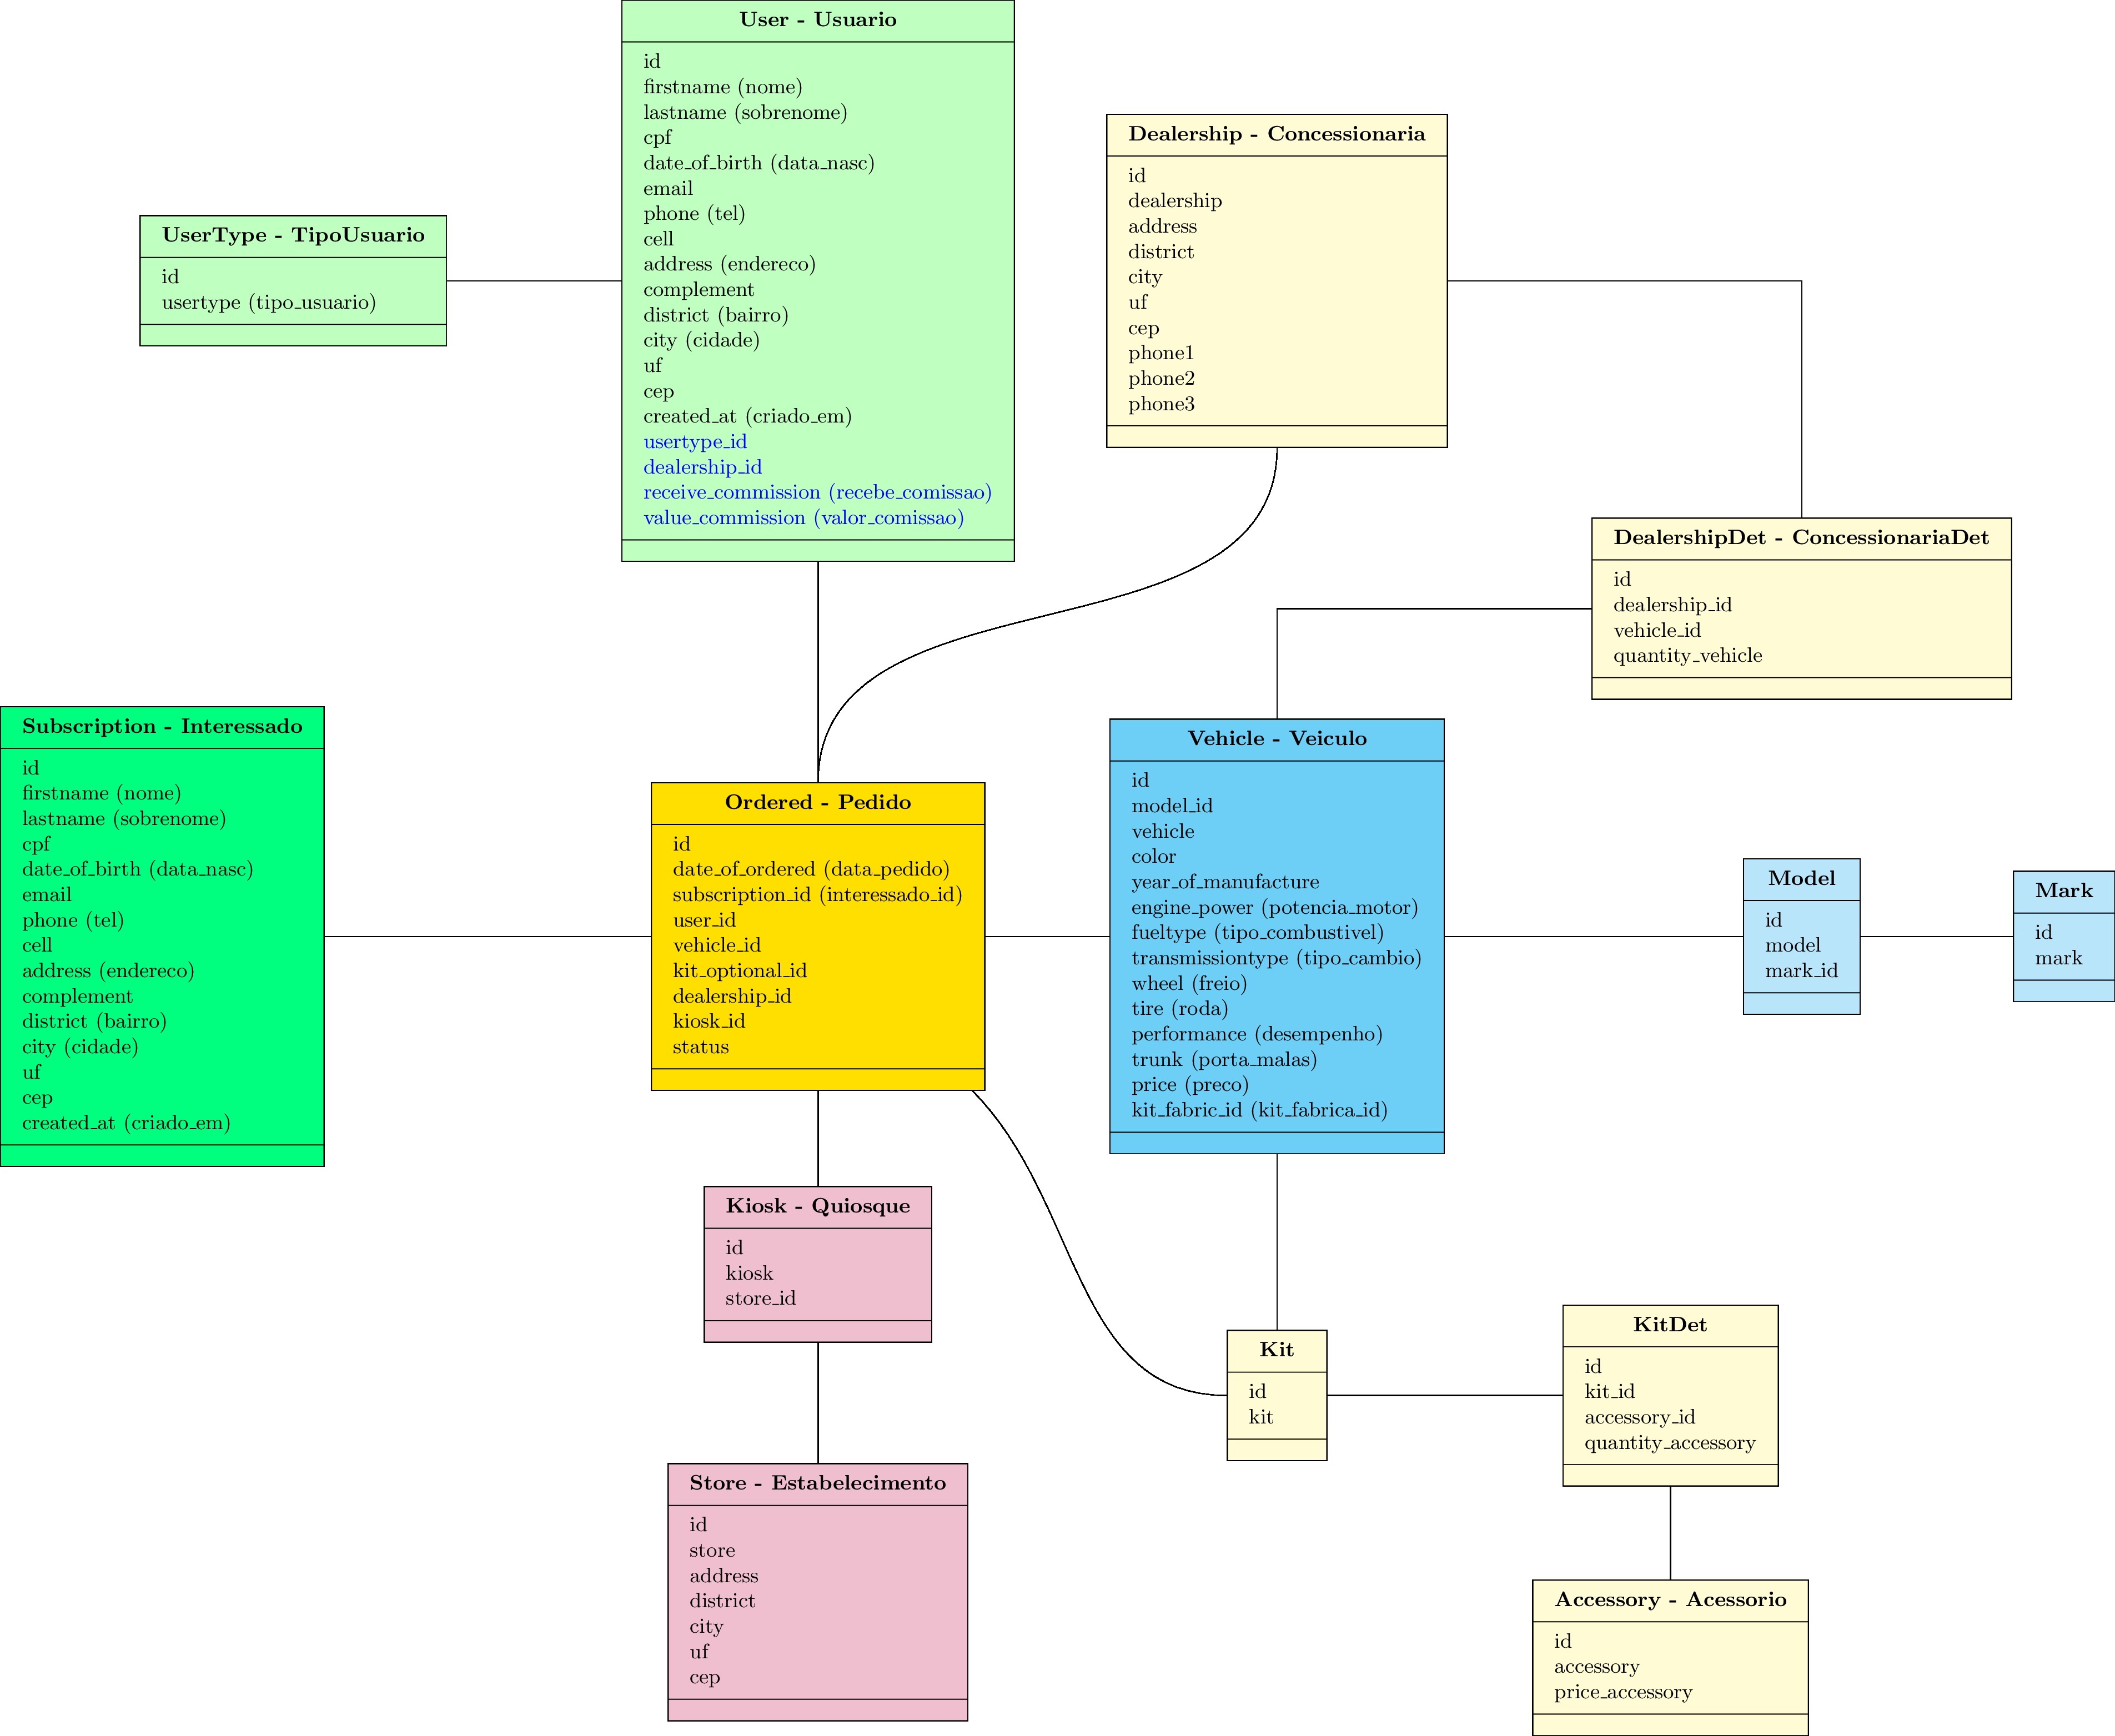 User - Usuario
id
firstname (nome)
lastname (sobrenome)
cpf
date_of_birth (data_nasc)
email
phone (tel)
cell
address (endereco)
complement
district (bairro)
city (cidade)
uf
cep
created_at (criado_em)
usertype_id
dealership_id
receive_commission (recebe_comissao)
value_commission (valor_comissao)
Dealership - Concessionaria
id
dealership
address
district
city
uf
cep
phone1
phone2
phone3
UserType - TipoUsuario
id
usertype (tipo_usuario)
DealershipDet - ConcessionariaDet
id
dealership_id
vehicle_id
quantity_vehicle
Subscription - Interessado
id
firstname (nome)
lastname (sobrenome)
cpf
date_of_birth (data_nasc)
email
phone (tel)
cell
address (endereco)
complement
district (bairro)
city (cidade)
uf
cep
created_at (criado_em)
Ordered - Pedido
id
date_of_ordered (data_pedido)
subscription_id (interessado_id)
user_id
vehicle_id
kit_optional_id
dealership_id
kiosk_id
status
Vehicle - Veiculo
id
model_id
vehicle
color
year_of_manufacture
engine_power (potencia_motor)
fueltype (tipo_combustivel)
transmissiontype (tipo_cambio)
wheel (freio)
tire (roda)
performance (desempenho)
trunk (porta_malas)
price (preco)
kit_fabric_id (kit_fabrica_id)
Model
id
model
mark_id
Mark
id
mark
Kiosk - Quiosque
id
kiosk
store_id
Kit
id
kit
KitDet
id
kit_id
accessory_id
quantity_accessory
Store - Estabelecimento
id
store
address
district
city
uf
cep
Accessory - Acessorio
id
accessory
price_accessory